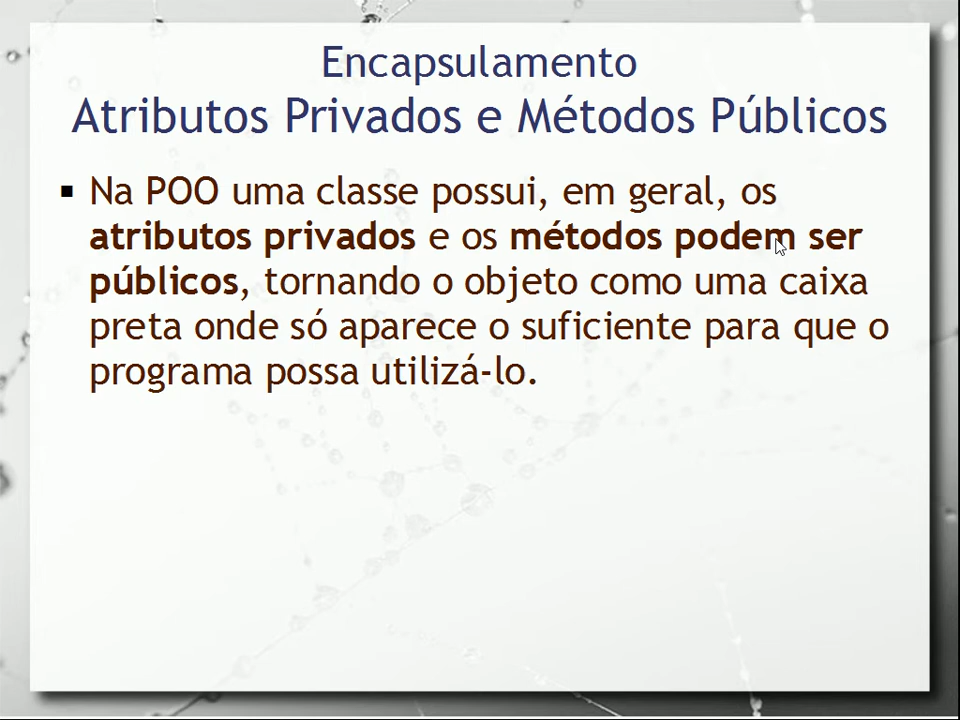 Encapsulamento
Atributos Privados e Métodos Públicos
▪ Na POO uma classe possui, em geral, os
atributos privados e os métodos podem ser
públicos, tornando o objeto como uma caixa
preta onde só aparece o suficiente para que o
programa possa utilizá-lo.